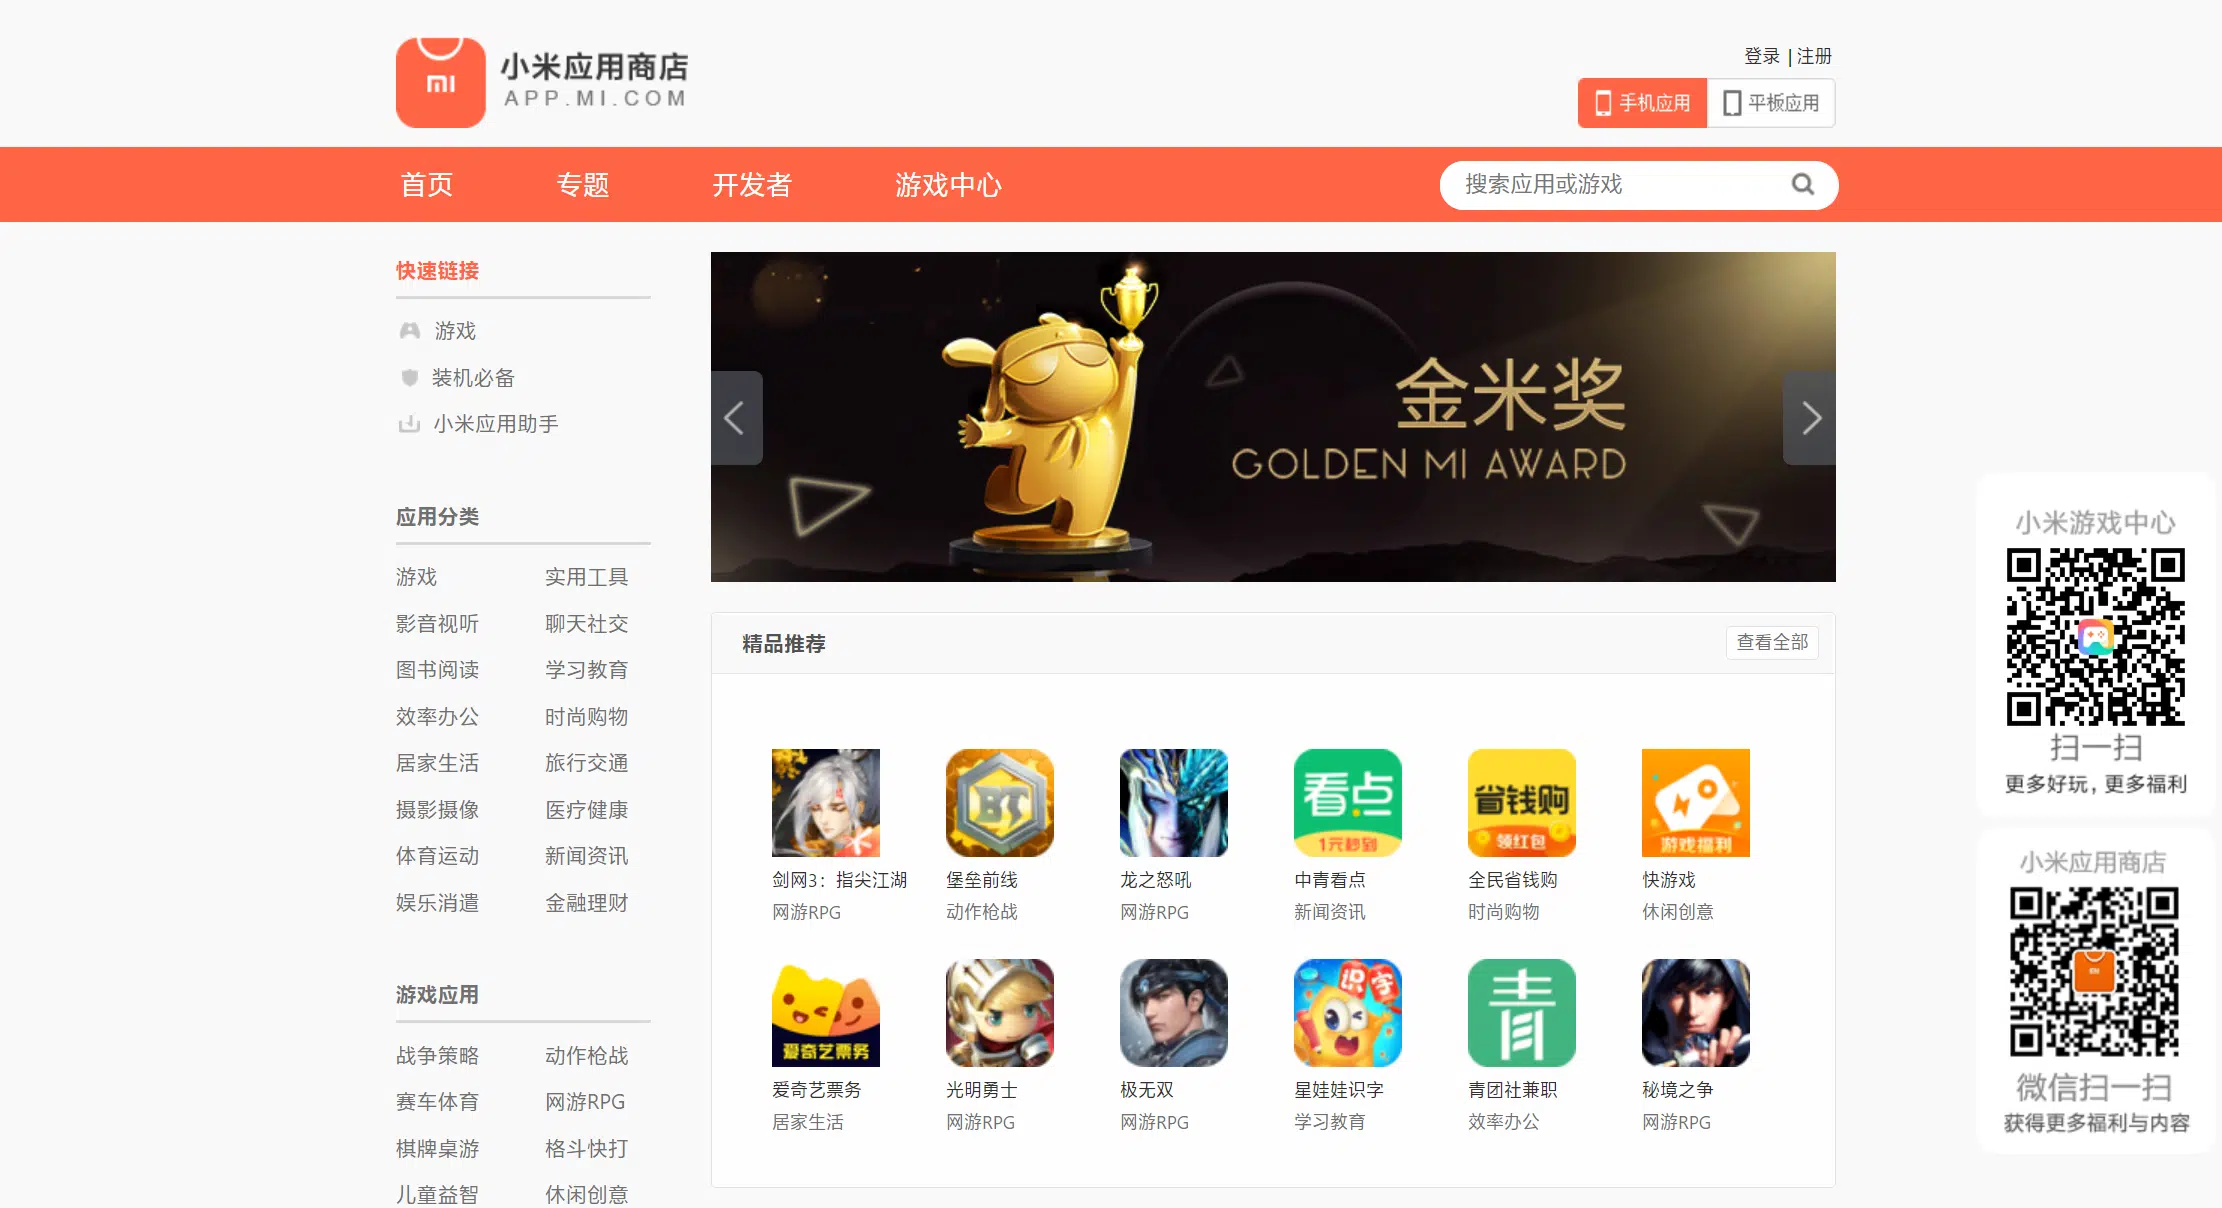 mi
小米应用商店
APP.MI.COM
登录 | 注册
手机应用
平板应用
首页
专题
开发者
游戏中心
搜索应用或游戏
快速链接
游戏
装机必备
小米应用助手
应用分类
游戏
实用工具
影音视听
聊天社交
图书阅读
学习教育
效率办公
时尚购物
居家生活
旅行交通
摄影摄像
医疗健康
体育运动
新闻资讯
娱乐消遣
金融理财
游戏应用
战争策略
动作枪战
赛车体育
网游RPG
棋牌桌游
格斗快打
儿童益智
休闲创意
金米奖
GOLDEN MI AWARD
精品推荐
查看全部
剑网3：指尖江湖
网游RPG
BT
堡垒前线
动作枪战
龙之怒吼
网游RPG
看点
1元秒到
中青看点
新闻资讯
省钱购
领红包
全民省钱购
时尚购物
游戏福利
快游戏
休闲创意
爱奇艺票务
爱奇艺票务
居家生活
光明勇士
网游RPG
极无双
网游RPG
识字
星娃娃识字
学习教育
青
青团社兼职
效率办公
秘境之争
网游RPG
小米游戏中心
扫一扫
更多好玩，更多福利
小米应用商店
微信扫一扫
获得更多福利与内容